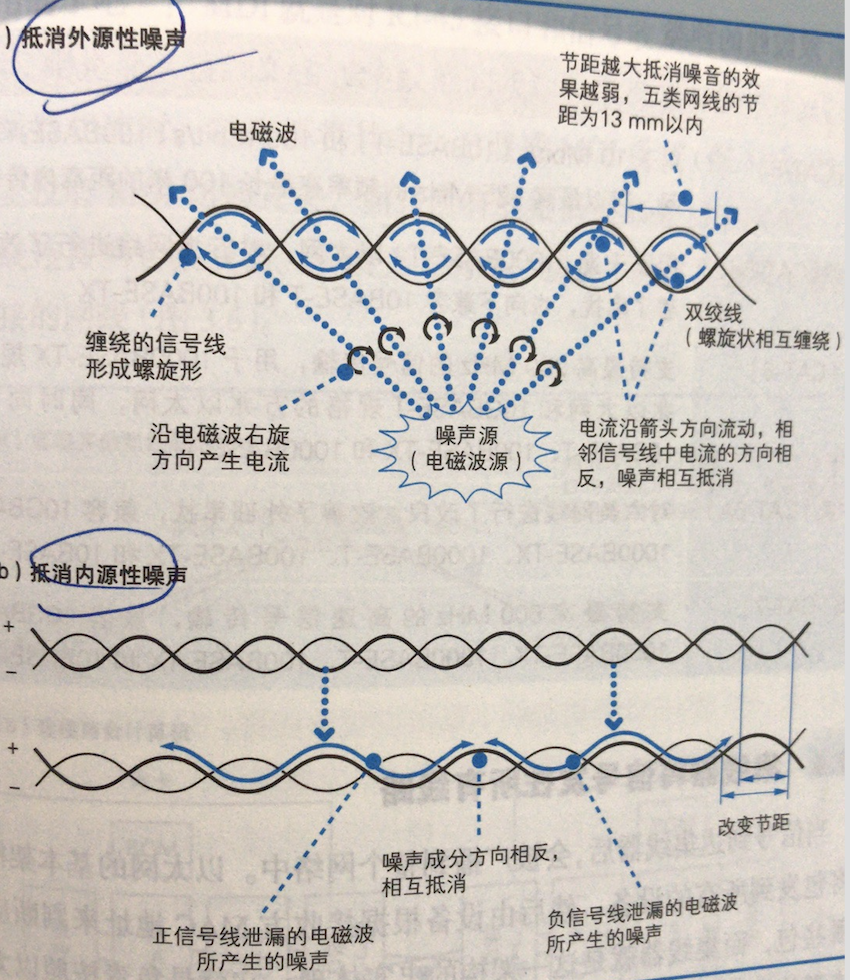 ) 抵消外源性噪声
节距越大抵消噪音的效
果越弱，五类网线的节
距为13 mm以内
电磁波
双绞线
（螺旋状相互缠绕）
缠绕的信号线
形成螺旋形
沿电磁波右旋
方向产生电流
噪声源
（电磁波源）
电流沿箭头方向流动，相
邻信号线中电流的方向相
反，噪声相互抵消
b）抵消内源性噪声
+
−
+
−
改变节距
噪声成分方向相反，
相互抵消
正信号线泄漏的电磁波
所产生的噪声
负信号线泄漏的电磁波
所产生的噪声